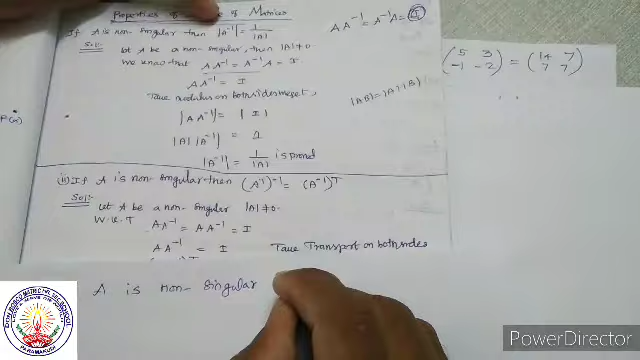 Properties of of Matrices
If A is non singular then |A⁻¹| = 1/|A|
Sol: Let A be a non-singular, then |A| ≠ 0
We know that AA⁻¹ = A⁻¹A = I.
AA⁻¹ = I
Take modulus on both sides we get,
|AA⁻¹| = | I |
|A| |A⁻¹| = 1
|A⁻¹| = 1/|A| is proved
ii) If A is non-singular then (Aᵀ)⁻¹ = (A⁻¹)ᵀ
Sol: Let A be a non-singular |A| ≠ 0.
W.K.T AA⁻¹ = AA⁻¹ = I
AA⁻¹ = I Take Transport on both sides
AA⁻¹ = A⁻¹A =
|AB| = |A| |B|
(5 3
-1 -2) = (14 7
7 7)
P(x)
A is non-singular
PARAMAKUDI
PowerDirector